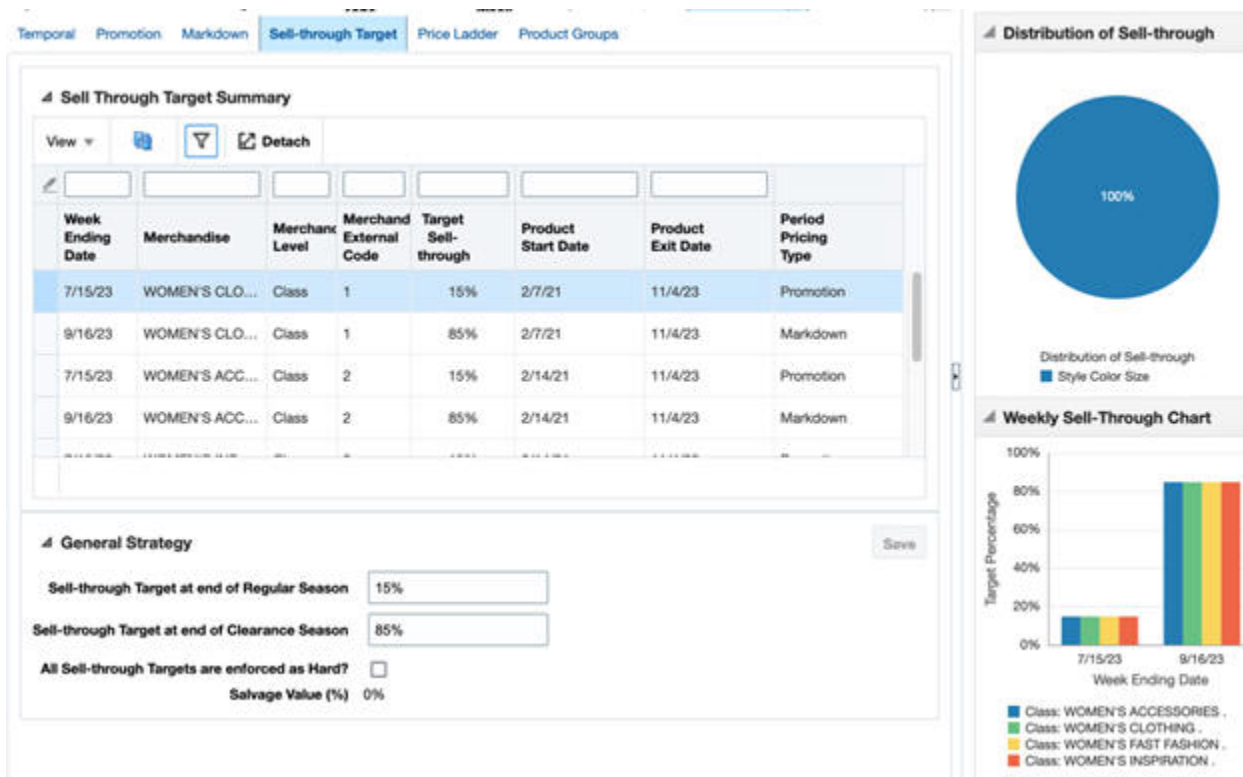 Temporal Promotion Markdown Sell-through Target Price Ladder Product Groups
Sell Through Target Summary
View Detach
Week Ending Date Merchandise Merchand Level Merchand External Code Target Sell-through Product Start Date Product Exit Date Period Pricing Type
7/15/23 WOMEN'S CLO... Class 1 15% 2/7/21 11/4/23 Promotion
9/16/23 WOMEN'S CLO... Class 1 85% 2/7/21 11/4/23 Markdown
7/15/23 WOMEN'S ACC... Class 2 15% 2/14/21 11/4/23 Promotion
9/16/23 WOMEN'S ACC... Class 2 85% 2/14/21 11/4/23 Markdown
General Strategy Save
Sell-through Target at end of Regular Season 15%
Sell-through Target at end of Clearance Season 85%
All Sell-through Targets are enforced as Hard?
Salvage Value (%) 0%
Distribution of Sell-through
100%
Distribution of Sell-through
Style Color Size
Weekly Sell-Through Chart
Target Percentage
100%
80%
60%
40%
20%
0%
7/15/23 9/16/23
Week Ending Date
Class: WOMEN'S ACCESSORIES .
Class: WOMEN'S CLOTHING .
Class: WOMEN'S FAST FASHION .
Class: WOMEN'S INSPIRATION .